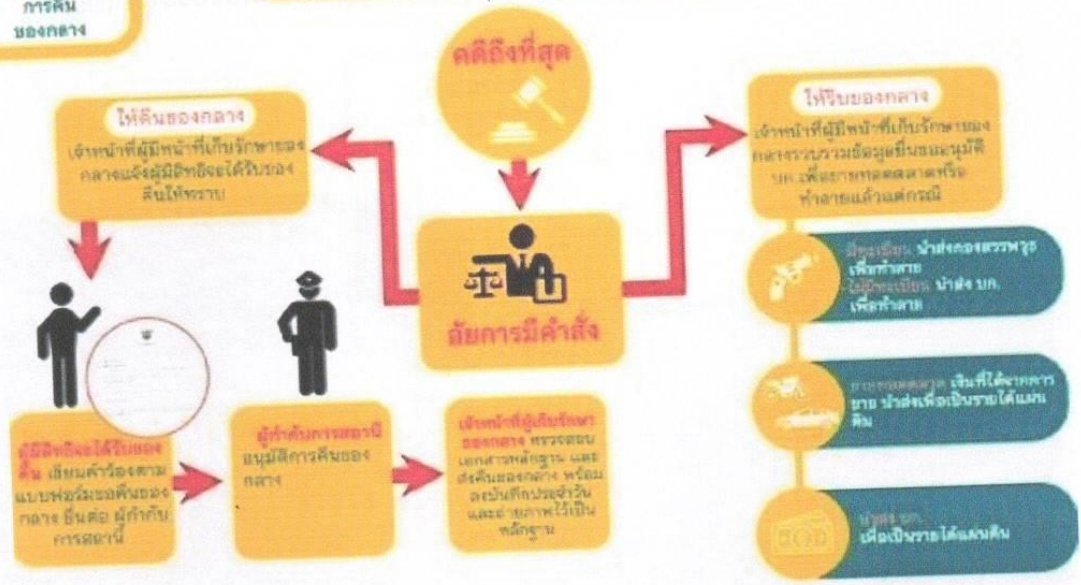 การคืน
ของกลาง
คดีถึงที่สุด
ให้คืนของกลาง
เจ้าหน้าที่ผู้มีหน้าที่เก็บรักษาของ
กลางแจ้งผู้มีสิทธิจะได้รับของ
คืนให้ทราบ
ให้ริบของกลาง
เจ้าหน้าที่ผู้มีหน้าที่เก็บรักษาของ
กลางรวบรวมข้อมูลยื่นขออนุมัติ
บก. เพื่อขายทอดตลาดหรือ
ทำลายแล้วแต่กรณี
อัยการมีคำสั่ง
มีทะเบียน นำส่งกองสรรพาวุธ
เพื่อทำลาย
ไม่มีทะเบียน นำส่ง บก.
เพื่อทำลาย
ขายทอดตลาด เงินที่ได้จากการ
ขาย นำส่งเพื่อเป็นรายได้แผ่น
ดิน
นำส่ง บก.
เพื่อเป็นรายได้แผ่นดิน
ผู้มีสิทธิจะได้รับของ
คืน เขียนคำร้องตาม
แบบฟอร์มขอคืนของ
กลาง ยื่นต่อ ผู้กำกับ
การสถานี
ผู้กำกับการสถานี
อนุมัติการคืนของ
กลาง
เจ้าหน้าที่ผู้เก็บรักษา
ของกลาง ตรวจสอบ
เอกสารหลักฐาน และ
ส่งคืนของกลาง พร้อม
ลงบันทึกประจำวัน
และถ่ายภาพไว้เป็น
หลักฐาน